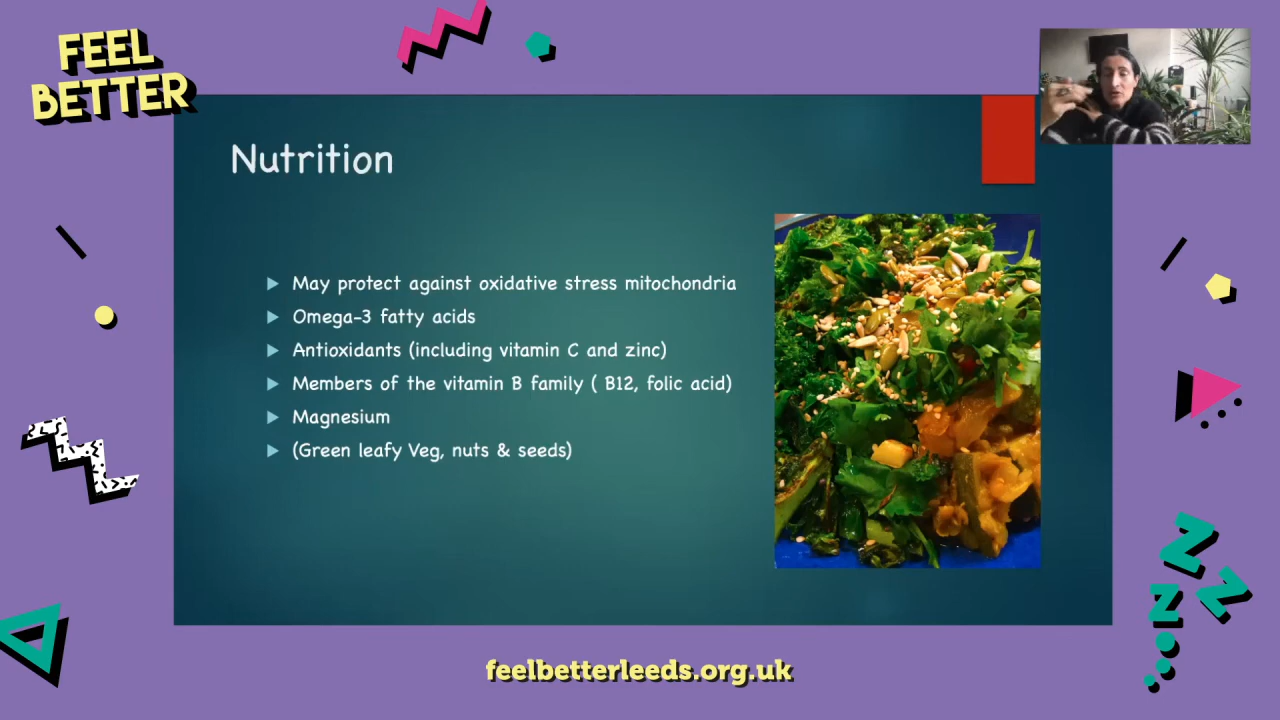 FEEL
BETTER
Nutrition
May protect against oxidative stress mitochondria
Omega-3 fatty acids
Antioxidants (including vitamin C and zinc)
Members of the vitamin B family ( B12, folic acid)
Magnesium
(Green leafy Veg, nuts & seeds)
Z
Z
Z
feelbetterleeds.org.uk